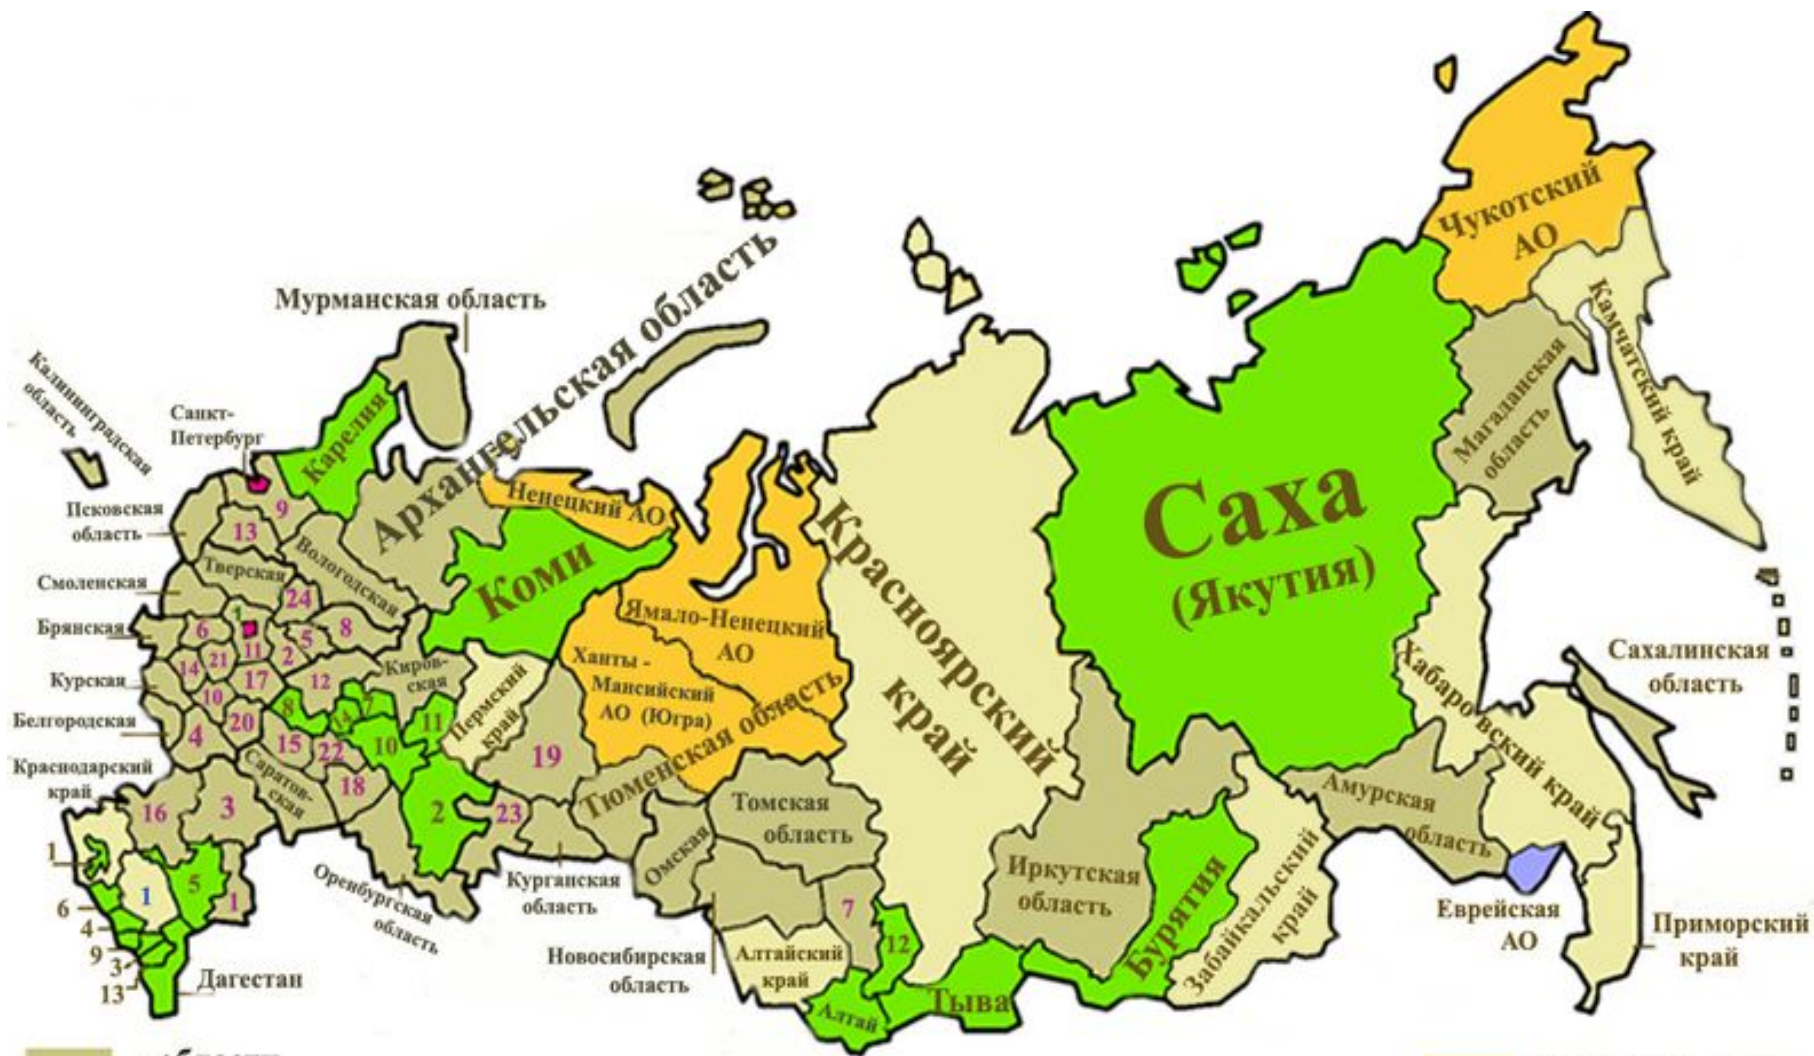 Чукотский
АО
Камчатский край
Магаданская
область
Саха
(Якутия)
Мурманская область
Архангельская область
Калининградская
область
Санкт-
Петербург
Карелия
Ненецкий АО
Псковская
область
9
13
Вологодская
Коми
Красноярский
край
Смоленская
Тверская
24
Ямало-Ненецкий
АО
Брянская
6
1
11
5
8
2
14
21
17
12
Киров-
ская
Пермский
край
Ханты -
Мансийский
АО (Югра)
Тюменская область
Курская
10
8
14
7
11
Белгородская
4
20
15
22
10
19
Саратов-
ская
18
Краснодарский
край
16
3
2
23
Томская
область
Омская
Хабаровский край
Сахалинская
область
Амурская
область
Иркутская
область
Бурятия
Забайкальский
край
Еврейская
АО
Приморский
край
1
1
5
1
6
4
9
3
13
Дагестан
Оренбургская
область
Курганская
область
Новосибирская
область
7
12
Алтайский
край
Алтай
Тыва